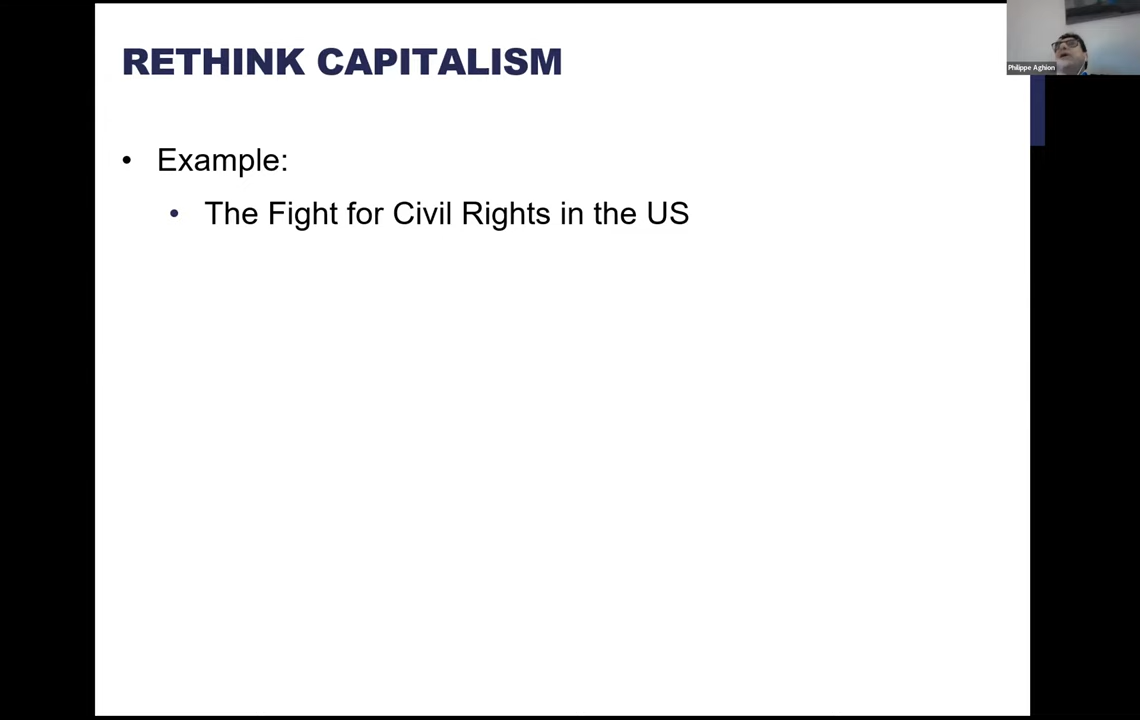 RETHINK CAPITALISM
Philippe Aghion
• Example:
• The Fight for Civil Rights in the US